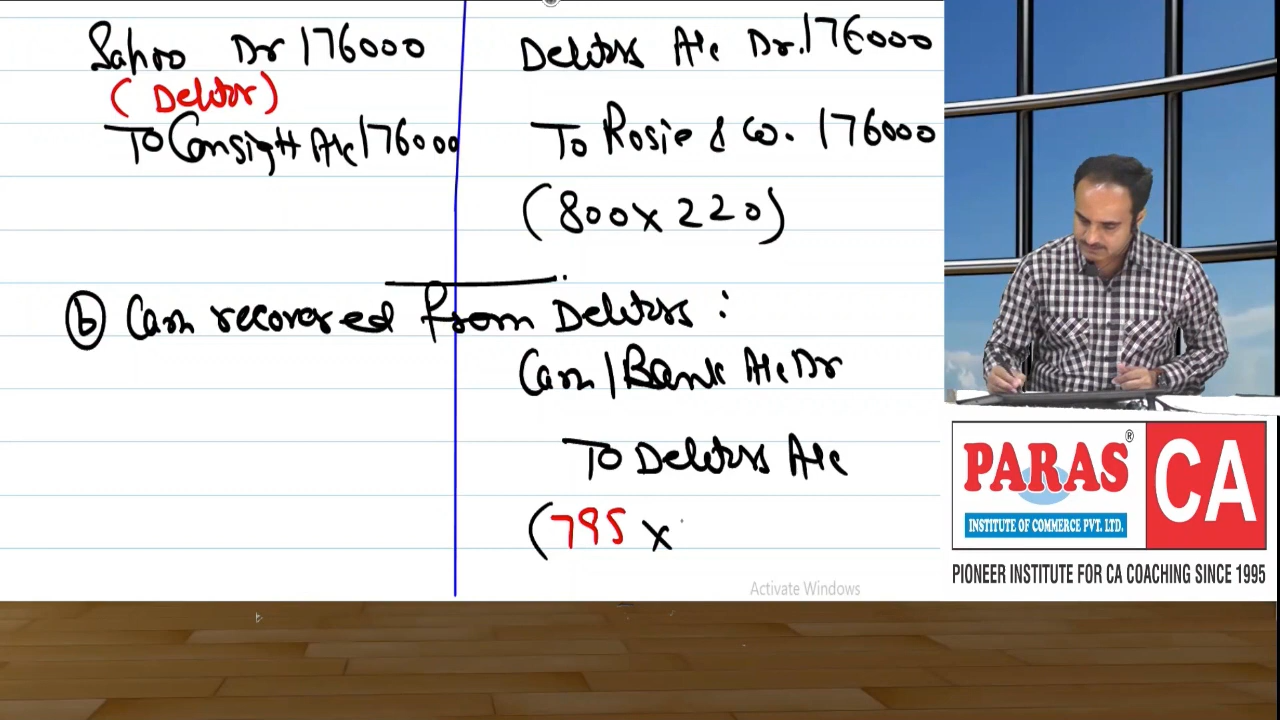 Sahoo Dr 176000
(Debtor)
To Consigtt A/c 176000
Debtors A/c Dr. 176000
To Rosie & Co. 176000
(800 x 220)
(b) Cash recovered from Debtors :
Cash / Bank A/c Dr
To Debtors A/c
(795 x
Activate Windows
PARAS®
CA
INSTITUTE OF COMMERCE PVT. LTD.
PIONEER INSTITUTE FOR CA COACHING SINCE 1995